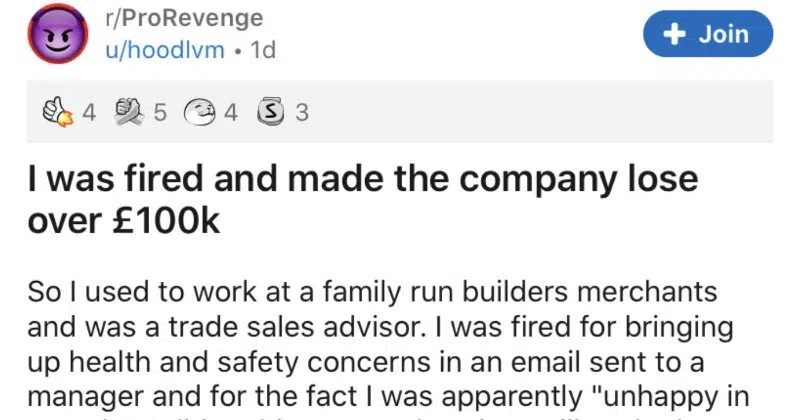 r/ProRevenge
u/hoodlvm • 1d
+ Join
4 5 4 S 3
I was fired and made the company lose
over £100k
So I used to work at a family run builders merchants
and was a trade sales advisor. I was fired for bringing
up health and safety concerns in an email sent to a
manager and for the fact I was apparently "unhappy in